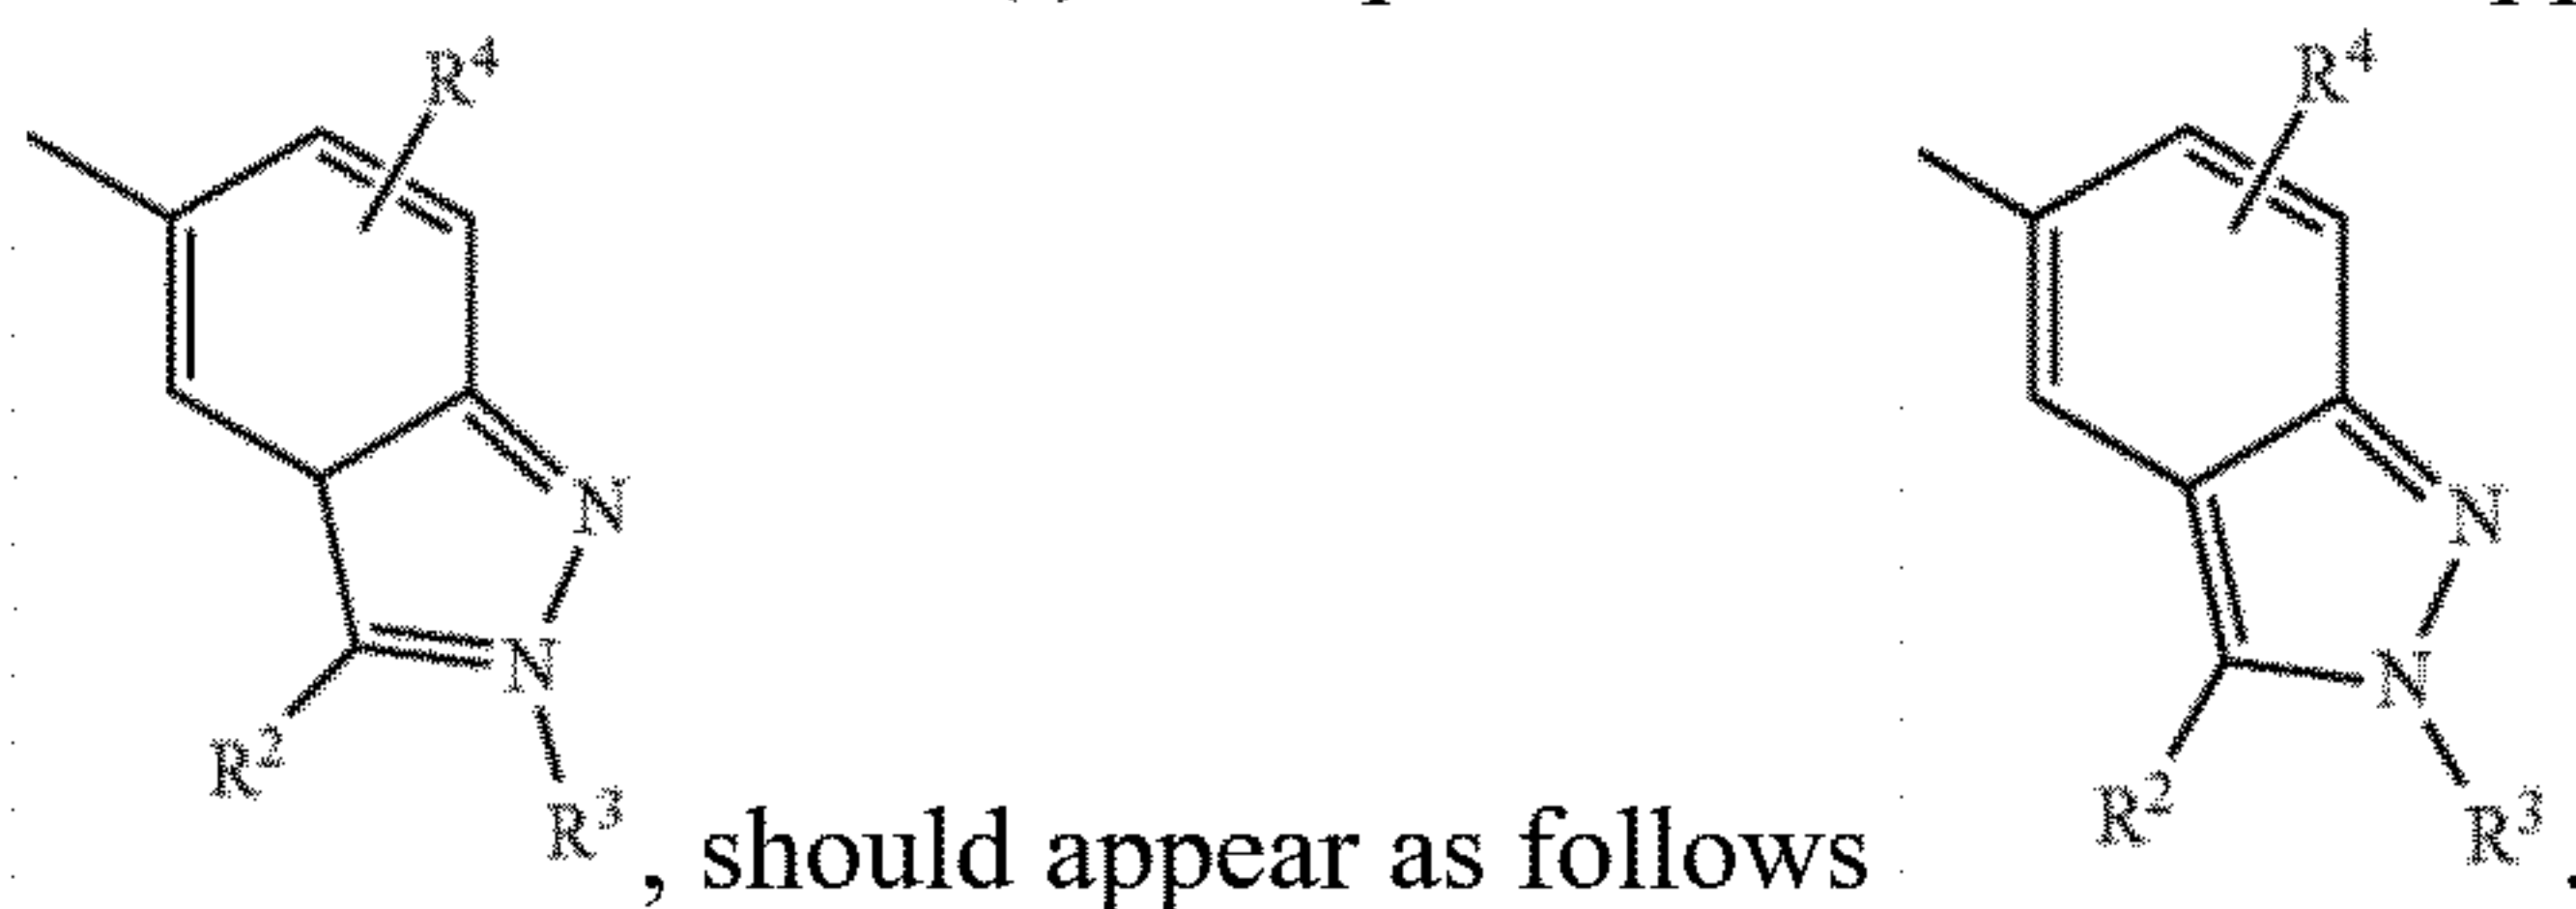 R⁴ R⁴
N N
N N
R² R²
R³ , should appear as follows R³ .